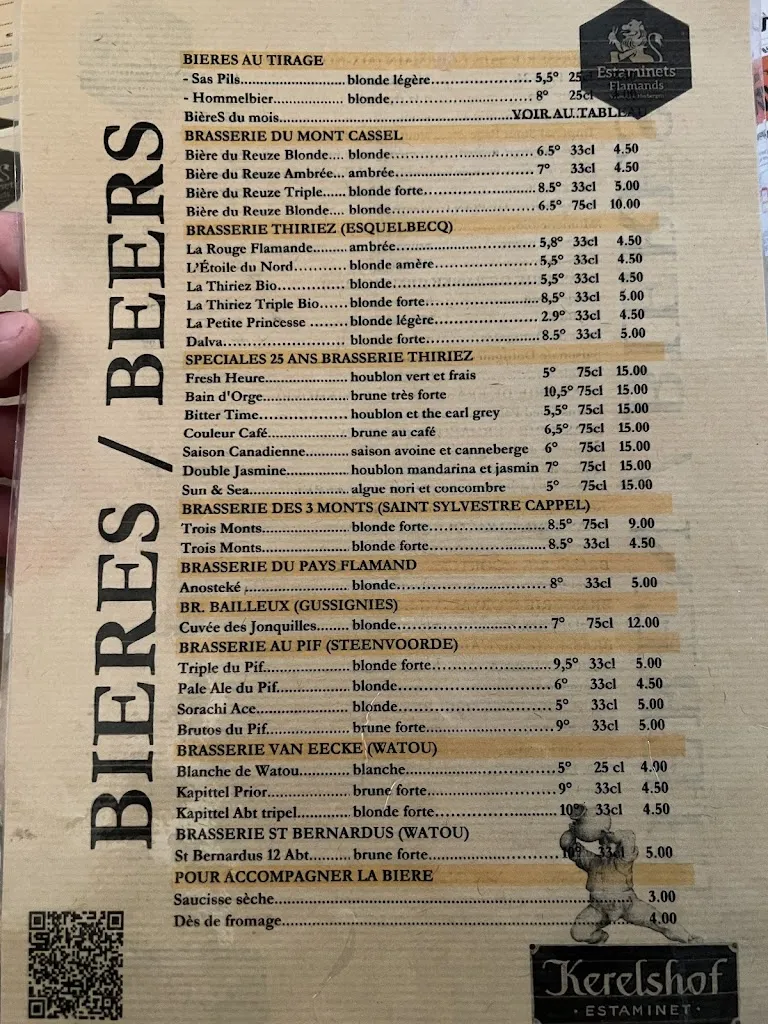 BIERES / BEERS
Estaminets
Flamands
BIERES AU TIRAGE
- Sas Pils.................... blonde légère................... 5,5° 25
- Hommelbier................ blonde,......................... 8° 25cl
BièreS du mois..................................................VOIR AU TABLEAU
BRASSERIE DU MONT CASSEL
Bière du Reuze Blonde.... blonde............................ 6.5° 33cl 4.50
Bière du Reuze Ambrée... ambrée............................ 7° 33cl 4.50
Bière du Reuze Triple...... blonde forte..................... 8.5° 33cl 5.00
Bière du Reuze Blonde.... blonde............................ 6.5° 75cl 10.00
BRASSERIE THIRIEZ (ESQUELBECQ)
La Rouge Flamande........ ambrée............................ 5,8° 33cl 4.50
L'Étoile du Nord............ blonde amère................... 5,5° 33cl 4.50
La Thiriez Bio................ blonde............................. 5,5° 33cl 4.50
La Thiriez Triple Bio...... blonde forte..................... 8,5° 33cl 5.00
La Petite Princesse ........ blonde légère................... 2.9° 33cl 4.50
Dalva............................ blonde forte..................... 8.5° 33cl 5.00
SPECIALES 25 ANS BRASSERIE THIRIEZ
Fresh Heure.................. houblon vert et frais 5° 75cl 15.00
Bain d'Orge................... brune très forte 10,5° 75cl 15.00
Bitter Time.................... houblon et the earl grey 5,5° 75cl 15.00
Couleur Café.................. brune au café 6,5° 75cl 15.00
Saison Canadienne.......... saison avoine et canneberge 6° 75cl 15.00
Double Jasmine.............. houblon mandarina et jasmin 7° 75cl 15.00
Sun & Sea...................... algue nori et concombre 5° 75cl 15.00
BRASSERIE DES 3 MONTS (SAINT SYLVESTRE CAPPEL)
Trois Monts................... blonde forte..................... 8.5° 75cl 9.00
Trois Monts................... blonde forte..................... 8.5° 33cl 4.50
BRASSERIE DU PAYS FLAMAND
Anosteké ...................... blonde............................. 8° 33cl 5.00
BR. BAILLEUX (GUSSIGNIES)
Cuvée des Jonquilles........ blonde............................. 7° 75cl 12.00
BRASSERIE AU PIF (STEENVOORDE)
Triple du Pif................... blonde forte..................... 9,5° 33cl 5.00
Pale Ale du Pif................ blonde............................. 6° 33cl 4.50
Sorachi Ace.................... blonde............................. 5° 33cl 5.00
Brutos du Pif.................. brune forte....................... 9° 33cl 5.00
BRASSERIE VAN EECKE (WATOU)
Blanche de Watou............ blanche............................ 5° 25 cl 4.00
Kapittel Prior................. brune forte....................... 9° 33cl 4.50
Kapittel Abt tripel........... blonde forte..................... 10° 33cl 4.50
BRASSERIE ST BERNARDUS (WATOU)
St Bernardus 12 Abt......... brune forte....................... 10° 33cl 5.00
POUR ACCOMPAGNER LA BIERE
Saucisse sèche................................................................ 3.00
Dès de fromage............................................................... 4.00
Kerelshof
· ESTAMINET ·